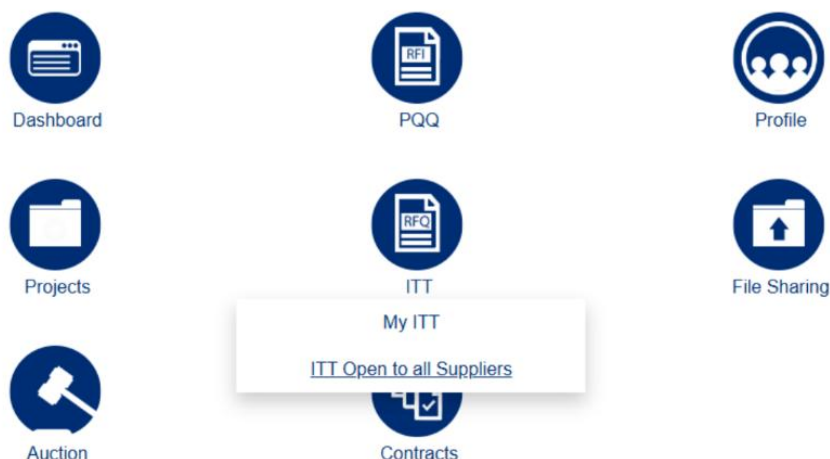 RFI
Dashboard
PQQ
Profile
RFQ
Projects
ITT
File Sharing
My ITT
ITT Open to all Suppliers
Auction
Contracts